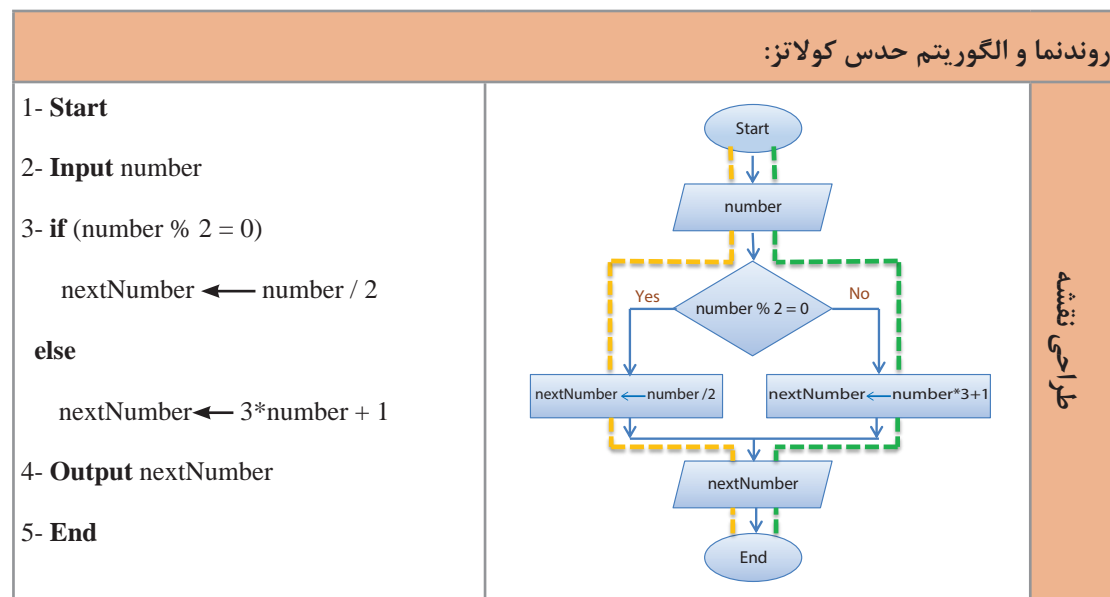 روندنما و الگوریتم حدس کولاتز:
طراحی نقشه
Start
number
number % 2 = 0
Yes
No
nextNumber ← number /2
nextNumber ← number*3+1
nextNumber
End
1- Start
2- Input number
3- if (number % 2 = 0)
nextNumber ← number / 2
else
nextNumber ← 3*number + 1
4- Output nextNumber
5- End